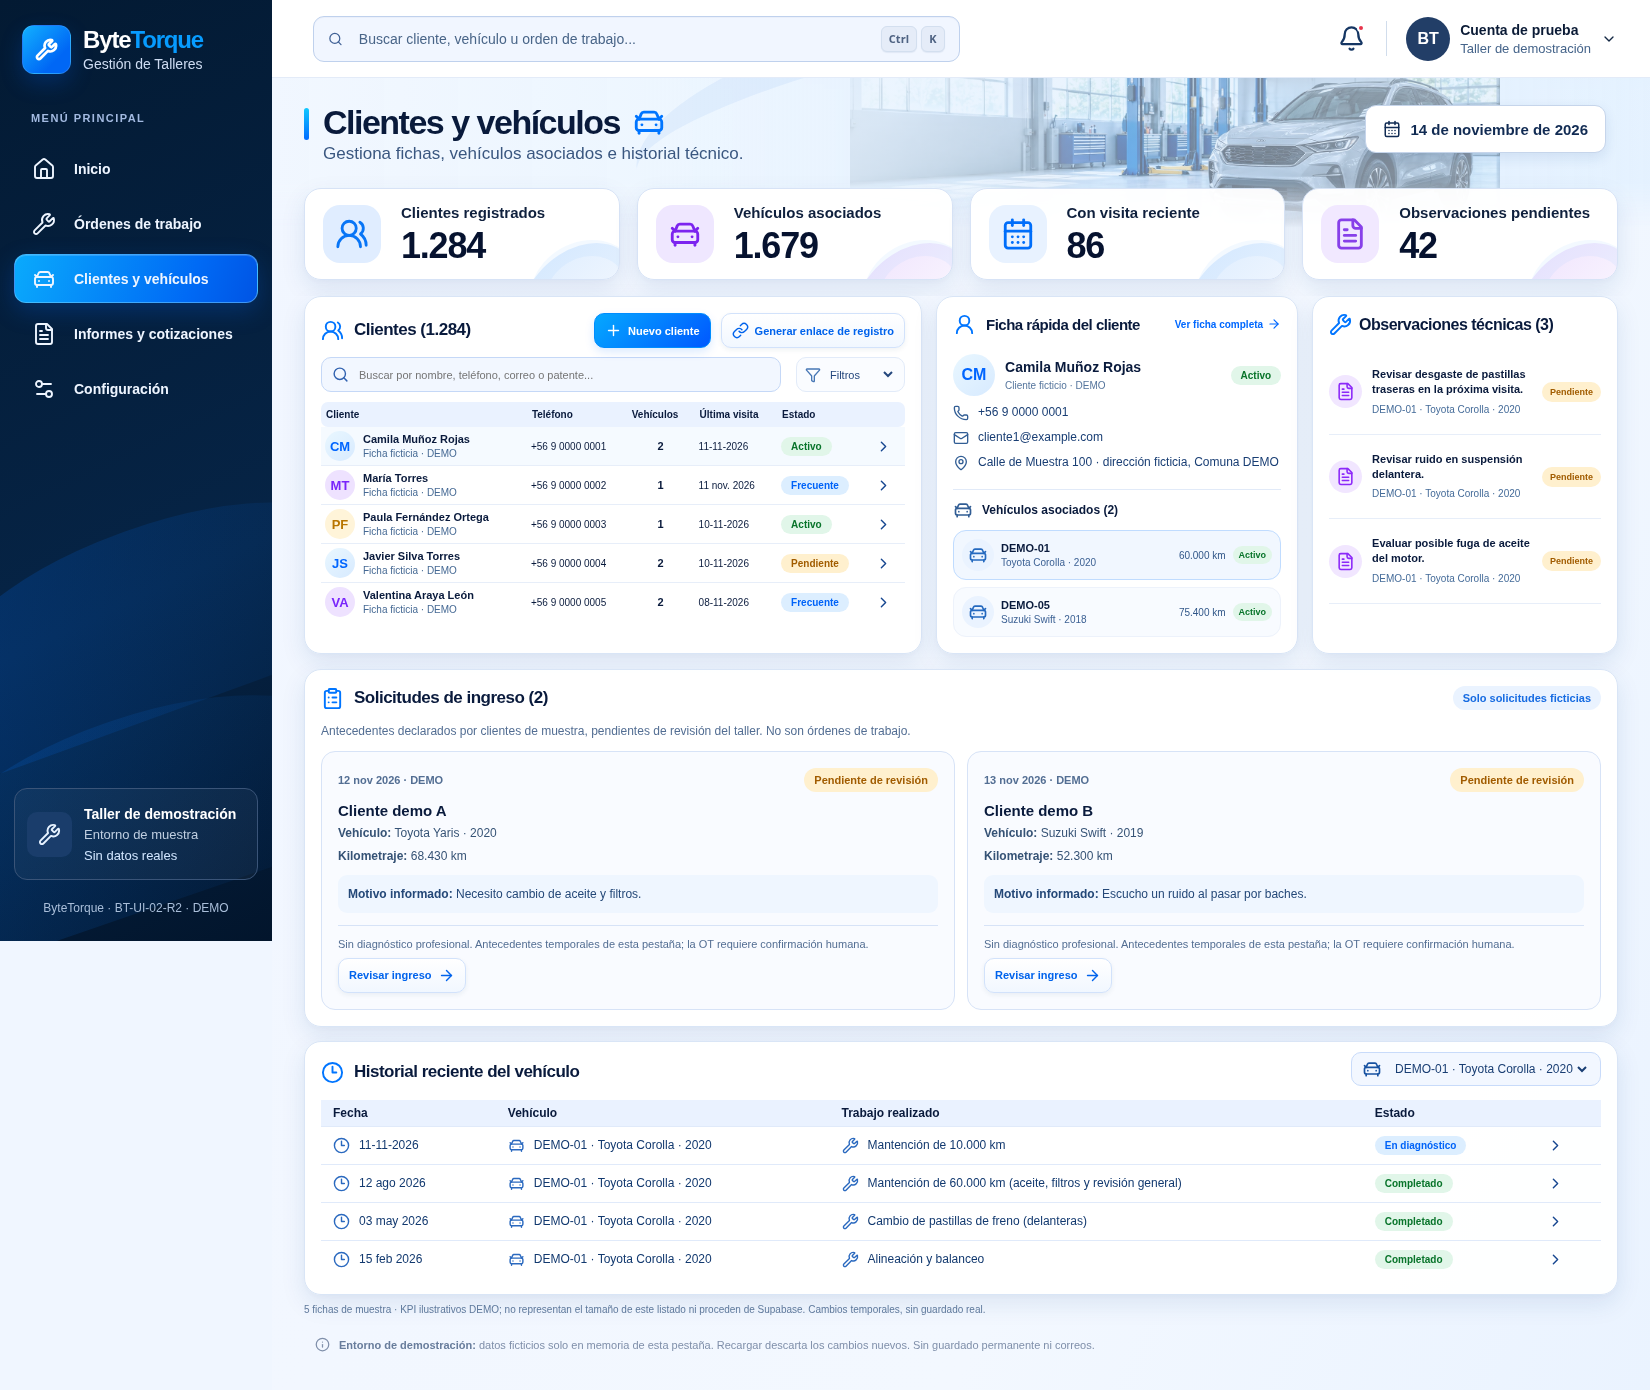 ByteTorque
Gestión de Talleres
MENÚ PRINCIPAL
Inicio
Órdenes de trabajo
Clientes y vehículos
Informes y cotizaciones
Configuración
Taller de demostración
Entorno de muestra
Sin datos reales
ByteTorque · BT-UI-02-R2 · DEMO
Buscar cliente, vehículo u orden de trabajo... Ctrl K
BT Cuenta de prueba
Taller de demostración
Clientes y vehículos
Gestiona fichas, vehículos asociados e historial técnico.
14 de noviembre de 2026
Clientes registrados
1.284
Vehículos asociados
1.679
Con visita reciente
86
Observaciones pendientes
42
Clientes (1.284) Nuevo cliente Generar enlace de registro
Buscar por nombre, teléfono, correo o patente... Filtros
Cliente Teléfono Vehículos Última visita Estado
CM Camila Muñoz Rojas +56 9 0000 0001 2 11-11-2026 Activo
Ficha ficticia · DEMO
MT María Torres +56 9 0000 0002 1 11 nov. 2026 Frecuente
Ficha ficticia · DEMO
PF Paula Fernández Ortega +56 9 0000 0003 1 10-11-2026 Activo
Ficha ficticia · DEMO
JS Javier Silva Torres +56 9 0000 0004 2 10-11-2026 Pendiente
Ficha ficticia · DEMO
VA Valentina Araya León +56 9 0000 0005 2 08-11-2026 Frecuente
Ficha ficticia · DEMO
Ficha rápida del cliente Ver ficha completa
CM Camila Muñoz Rojas Activo
Cliente ficticio · DEMO
+56 9 0000 0001
cliente1@example.com
Calle de Muestra 100 · dirección ficticia, Comuna DEMO
Vehículos asociados (2)
DEMO-01 60.000 km Activo
Toyota Corolla · 2020
DEMO-05 75.400 km Activo
Suzuki Swift · 2018
Observaciones técnicas (3)
Revisar desgaste de pastillas
traseras en la próxima visita. Pendiente
DEMO-01 · Toyota Corolla · 2020
Revisar ruido en suspensión
delantera. Pendiente
DEMO-01 · Toyota Corolla · 2020
Evaluar posible fuga de aceite
del motor. Pendiente
DEMO-01 · Toyota Corolla · 2020
Solicitudes de ingreso (2) Solo solicitudes ficticias
Antecedentes declarados por clientes de muestra, pendientes de revisión del taller. No son órdenes de trabajo.
12 nov 2026 · DEMO Pendiente de revisión
Cliente demo A
Vehículo: Toyota Yaris · 2020
Kilometraje: 68.430 km
Motivo informado: Necesito cambio de aceite y filtros.
Sin diagnóstico profesional. Antecedentes temporales de esta pestaña; la OT requiere confirmación humana.
Revisar ingreso
13 nov 2026 · DEMO Pendiente de revisión
Cliente demo B
Vehículo: Suzuki Swift · 2019
Kilometraje: 52.300 km
Motivo informado: Escucho un ruido al pasar por baches.
Sin diagnóstico profesional. Antecedentes temporales de esta pestaña; la OT requiere confirmación humana.
Revisar ingreso
Historial reciente del vehículo DEMO-01 · Toyota Corolla · 2020
Fecha Vehículo Trabajo realizado Estado
11-11-2026 DEMO-01 · Toyota Corolla · 2020 Mantención de 10.000 km En diagnóstico
12 ago 2026 DEMO-01 · Toyota Corolla · 2020 Mantención de 60.000 km (aceite, filtros y revisión general) Completado
03 may 2026 DEMO-01 · Toyota Corolla · 2020 Cambio de pastillas de freno (delanteras) Completado
15 feb 2026 DEMO-01 · Toyota Corolla · 2020 Alineación y balanceo Completado
5 fichas de muestra · KPI ilustrativos DEMO; no representan el tamaño de este listado ni proceden de Supabase. Cambios temporales, sin guardado real.
Entorno de demostración: datos ficticios solo en memoria de esta pestaña. Recargar descarta los cambios nuevos. Sin guardado permanente ni correos.